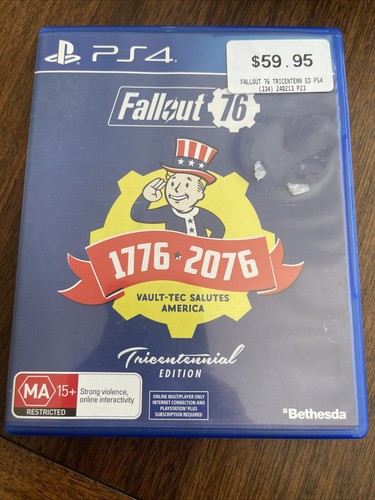 PS4
$59.95
FALLOUT 76 TRICENTENN ED PS4
(334) 240213 P23
Fallout 76
1776 ★ 2076
VAULT-TEC SALUTES
AMERICA
Tricentennial
EDITION
MA 15+
RESTRICTED
Strong violence,
online interactivity
ONLINE MULTIPLAYER ONLY
INTERNET CONNECTION AND
PLAYSTATION®PLUS
SUBSCRIPTION REQUIRED
Bethesda